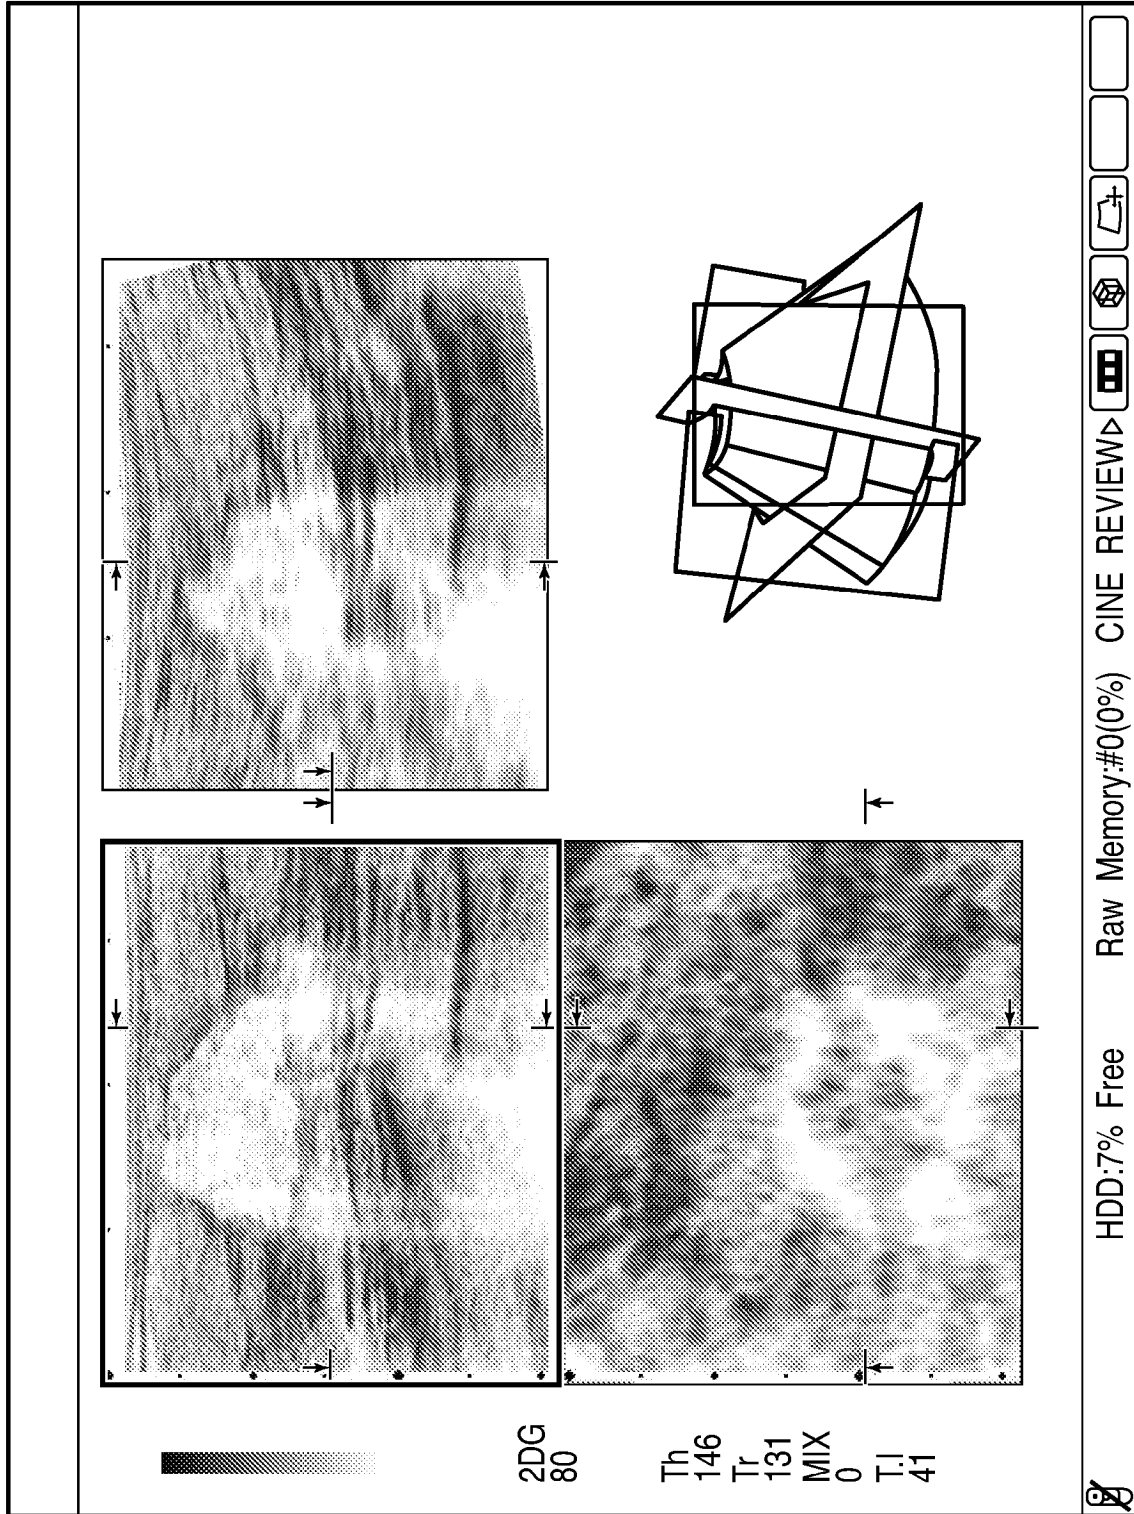 2DG
80
Th
146
Tr
131
MIX
0
T.I
41
HDD:7% Free Raw Memory:#0(0%) CINE REVIEW▷